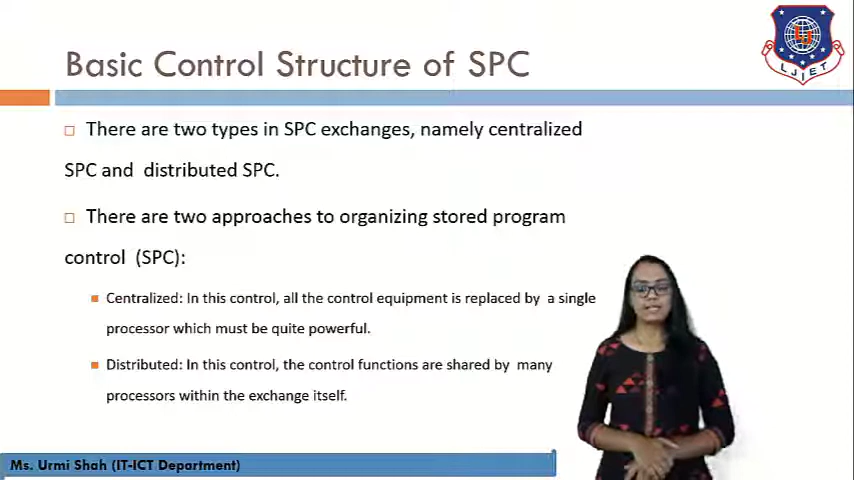 Basic Control Structure of SPC
LJIET
There are two types in SPC exchanges, namely centralized
SPC and distributed SPC.
There are two approaches to organizing stored program
control (SPC):
Centralized: In this control, all the control equipment is replaced by a single
processor which must be quite powerful.
Distributed: In this control, the control functions are shared by many
processors within the exchange itself.
Ms. Urmi Shah (IT-ICT Department)